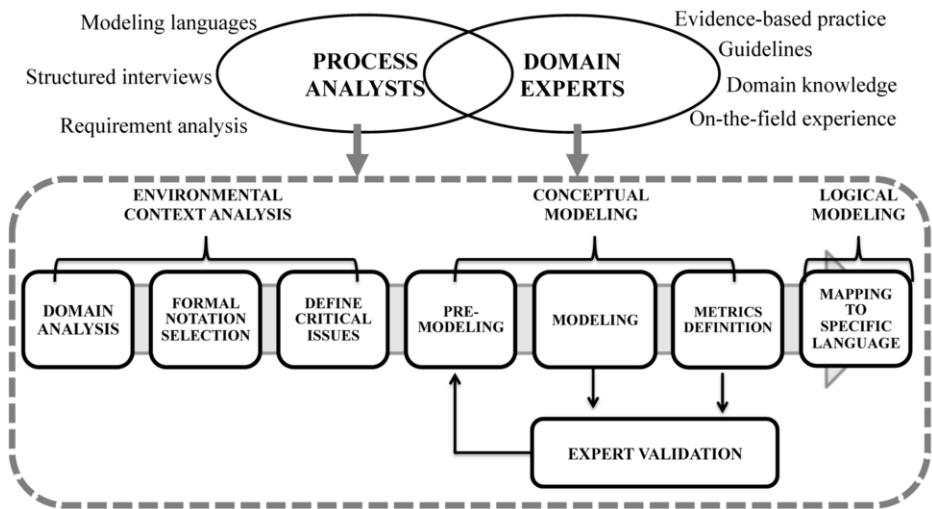 Modeling languages
Structured interviews
Requirement analysis
PROCESS
ANALYSTS
DOMAIN
EXPERTS
Evidence-based practice
Guidelines
Domain knowledge
On-the-field experience
ENVIRONMENTAL
CONTEXT ANALYSIS
CONCEPTUAL
MODELING
LOGICAL
MODELING
DOMAIN
ANALYSIS
FORMAL
NOTATION
SELECTION
DEFINE
CRITICAL
ISSUES
PRE-
MODELING
MODELING
METRICS
DEFINITION
MAPPING
TO
SPECIFIC
LANGUAGE
EXPERT VALIDATION